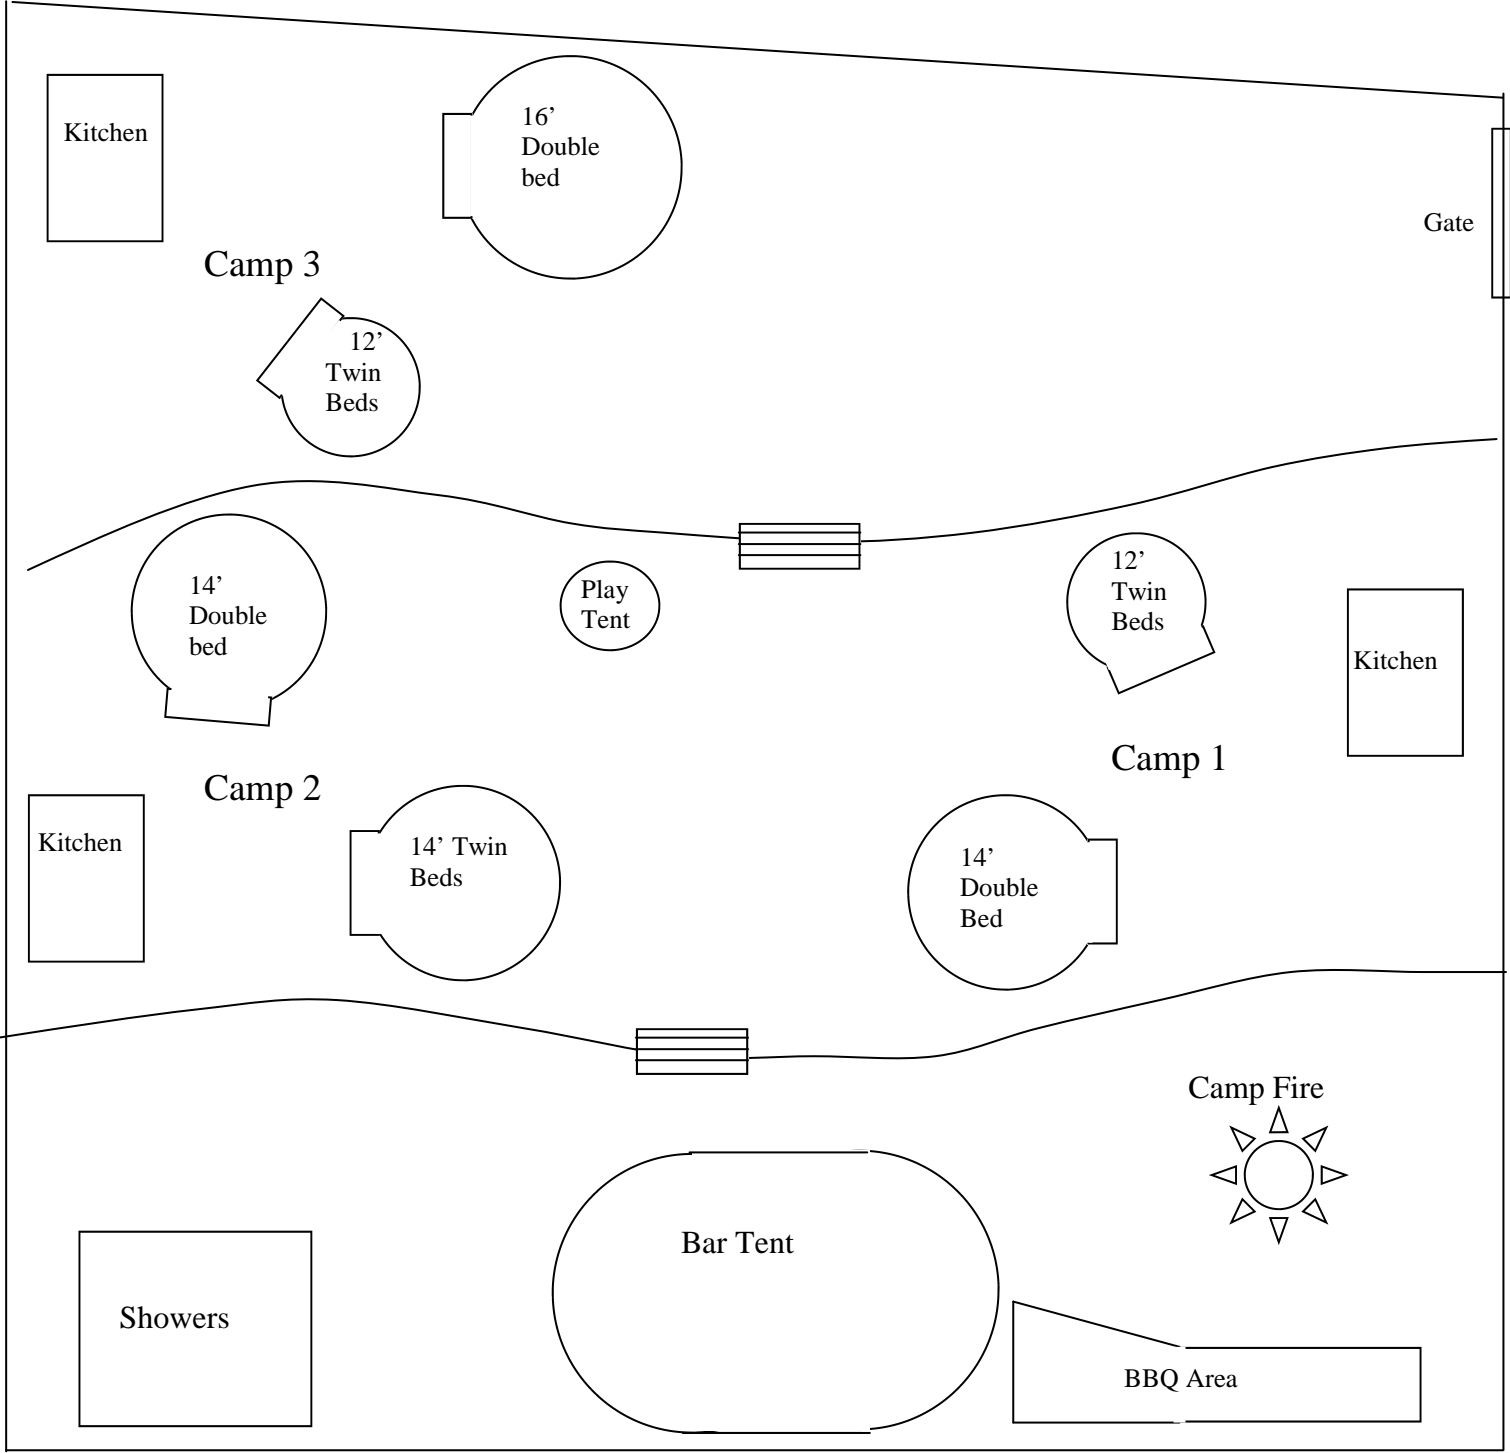 Kitchen
16’
Double
bed
Gate
Camp 3
12’
Twin
Beds
14’
Double
bed
Play
Tent
12’
Twin
Beds
Kitchen
Camp 1
Camp 2
Kitchen
14’ Twin
Beds
14’
Double
Bed
Camp Fire
Bar Tent
Showers
BBQ Area